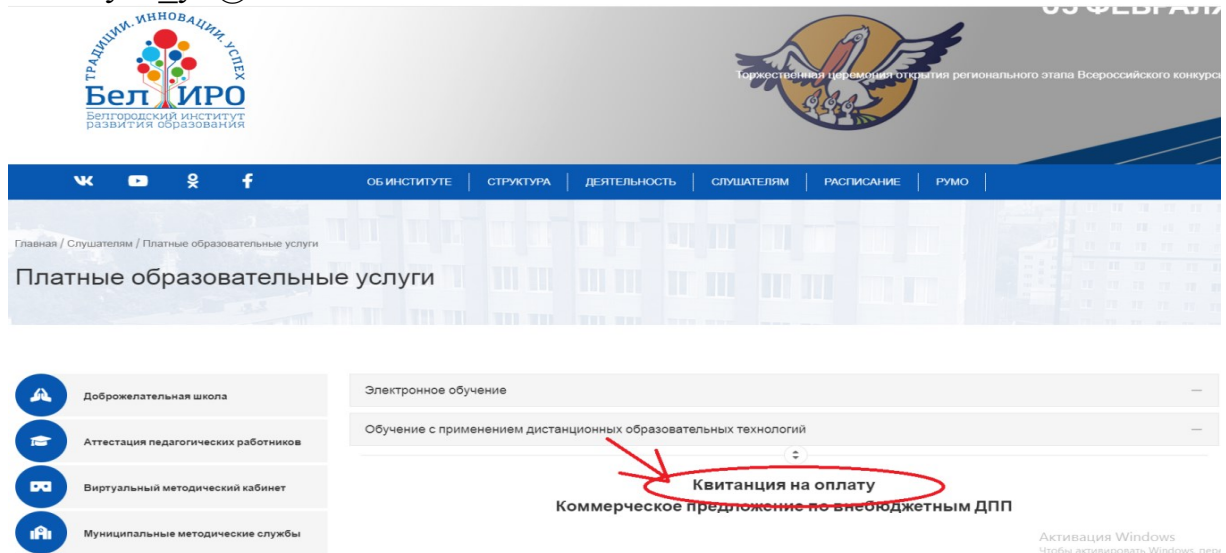 ТРАДИЦИИ. ИННОВАЦИИ. УСПЕХ
Бел ИРО
Белгородский институт
развития образования
Торжественная церемония открытия регионального этапа Всероссийского
ОБ ИНСТИТУТЕ СТРУКТУРА ДЕЯТЕЛЬНОСТЬ СЛУШАТЕЛЯМ РАСПИСАНИЕ РУМО
Главная / Слушателям / Платные образовательные услуги
Платные образовательные услуги
Доброжелательная школа
Аттестация педагогических работников
Виртуальный методический кабинет
Муниципальные методические службы
Электронное обучение
Обучение с применением дистанционных образовательных технологий
Квитанция на оплату
Коммерческое предложение по внебюджетным ДПП
Активация Windows
Чтобы активировать Windows,